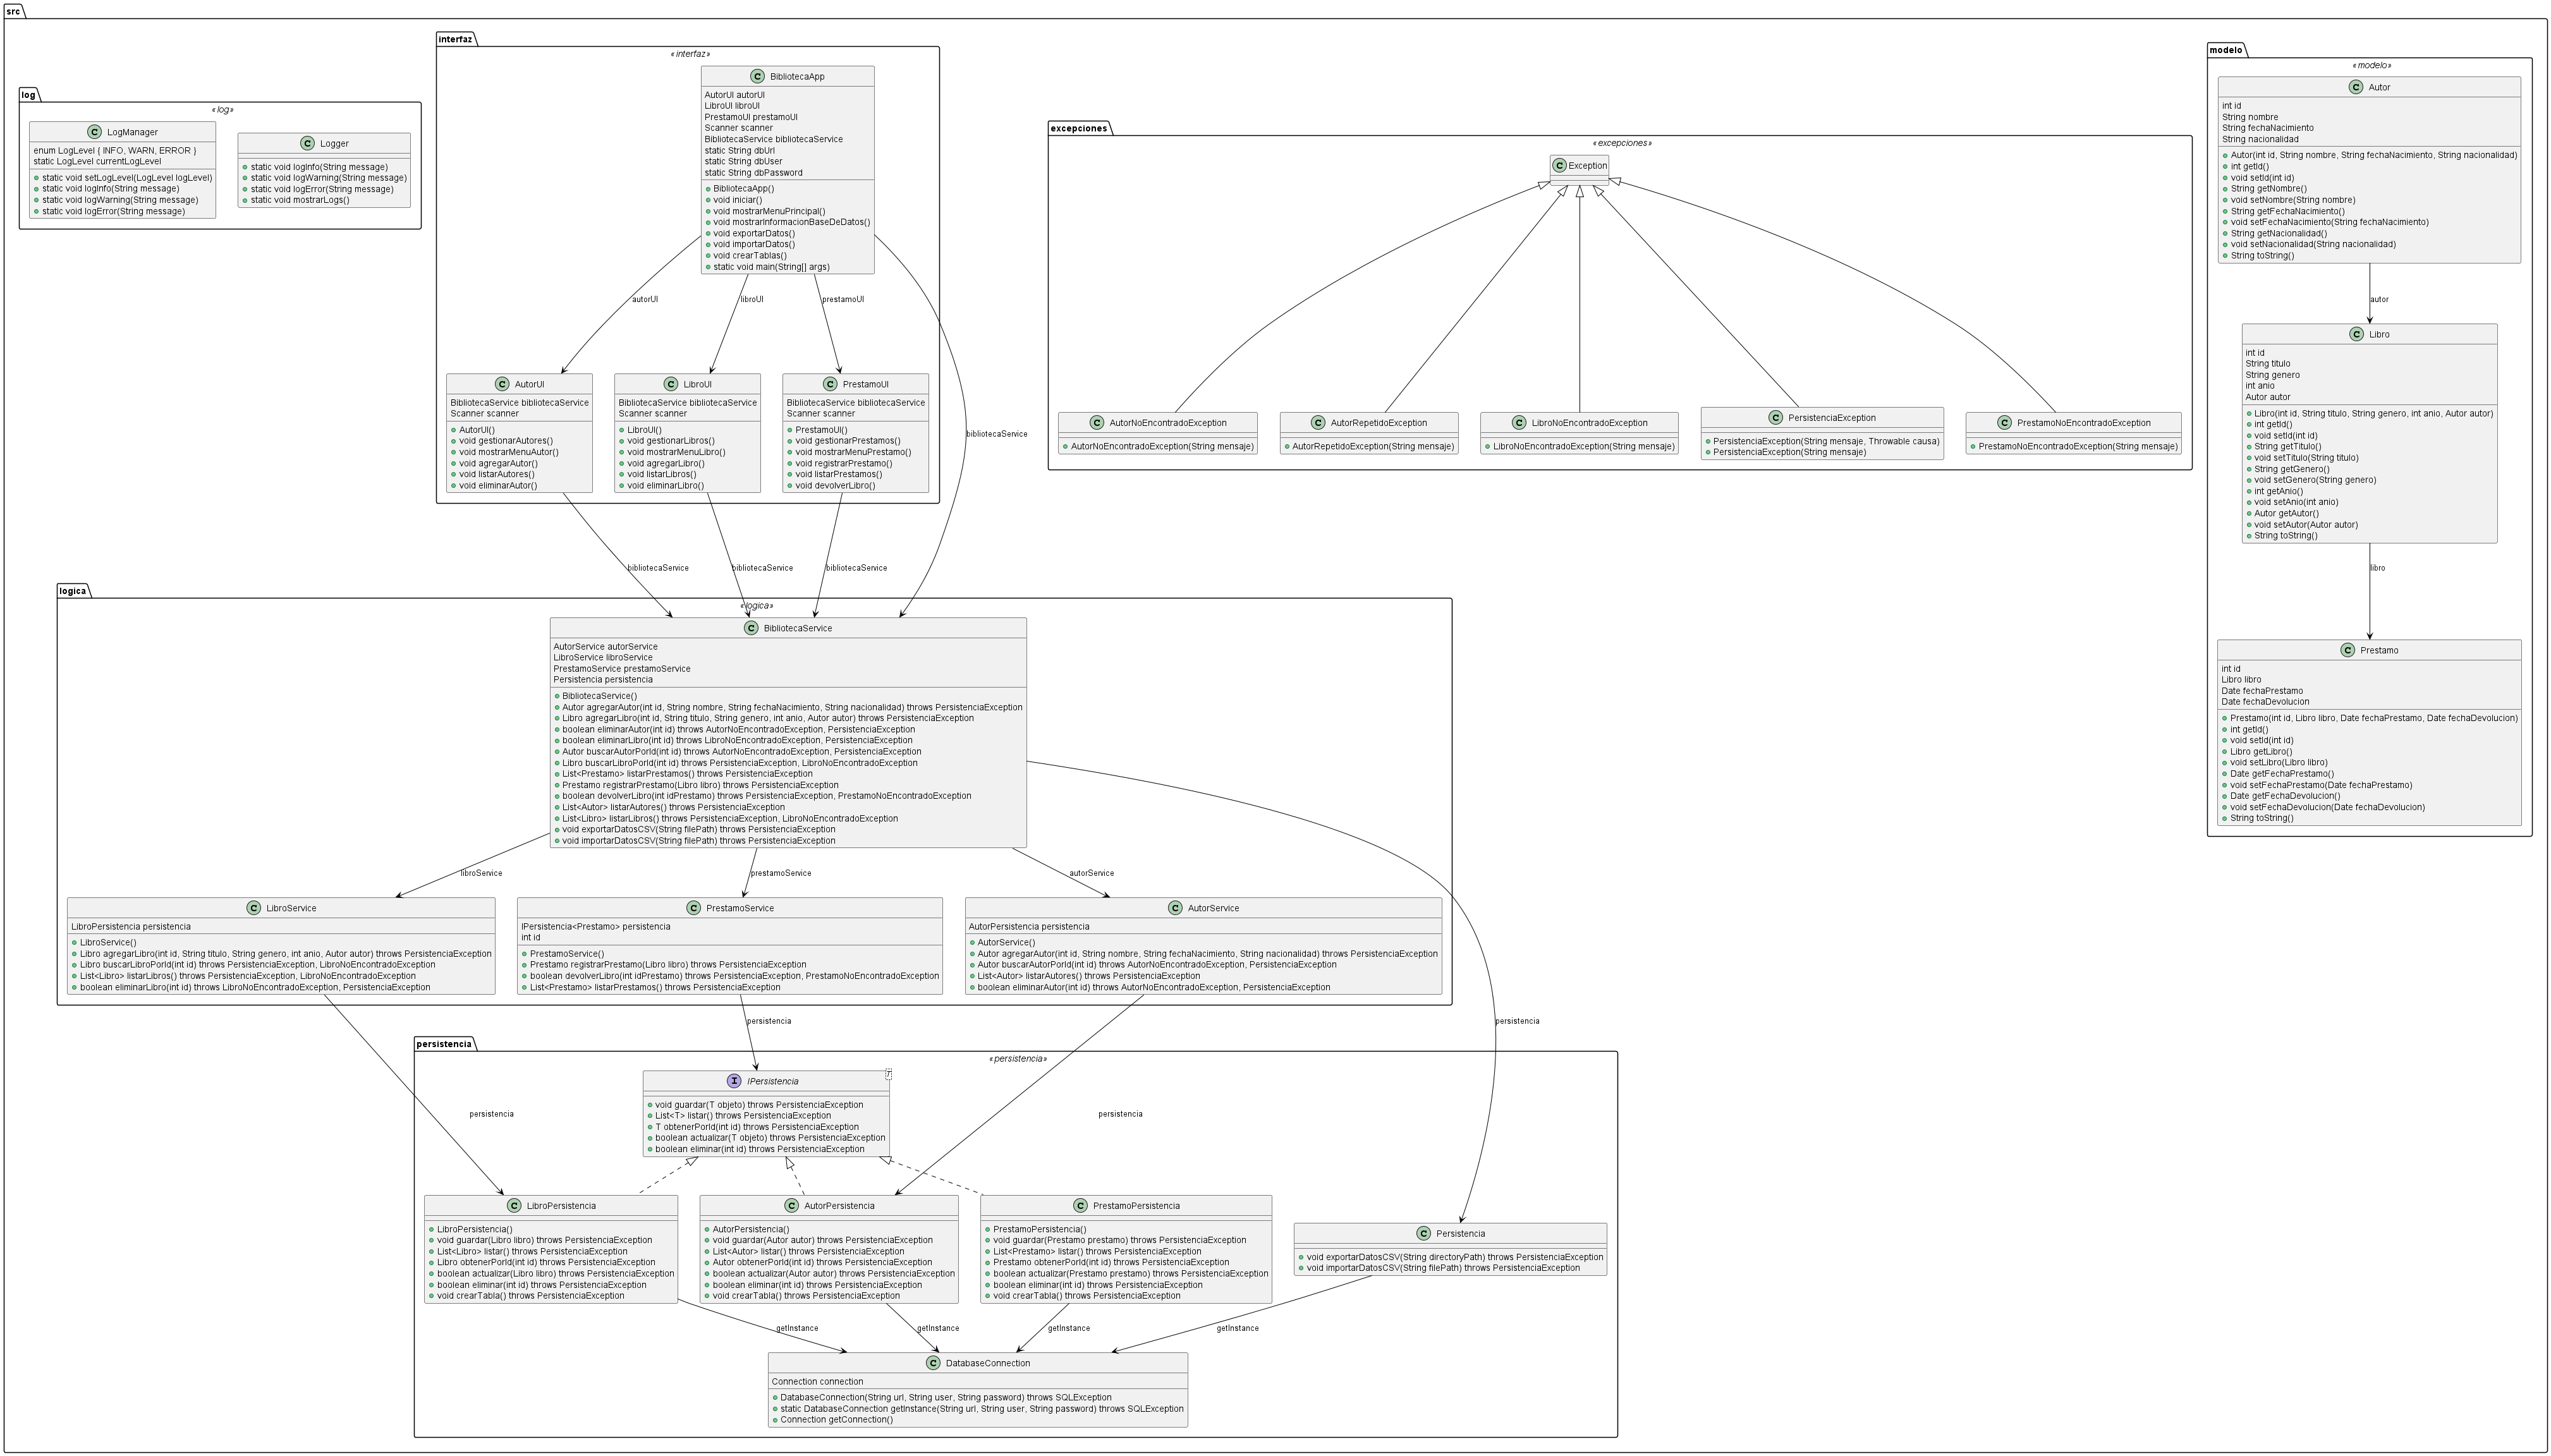 src
log
«log»
LogManager
enum LogLevel { INFO, WARN, ERROR }
static LogLevel currentLogLevel
static void setLogLevel(LogLevel logLevel)
static void logInfo(String message)
static void logWarning(String message)
static void logError(String message)
Logger
static void logInfo(String message)
static void logWarning(String message)
static void logError(String message)
static void mostrarLogs()
interfaz
«interfaz»
BibliotecaApp
AutorUI autorUI
LibroUI libroUI
PrestamoUI prestamoUI
Scanner scanner
BibliotecaService bibliotecaService
static String dbUrl
static String dbUser
static String dbPassword
BibliotecaApp()
void iniciar()
void mostrarMenuPrincipal()
void mostrarInformacionBaseDeDatos()
void exportarDatos()
void importarDatos()
void crearTablas()
static void main(String[] args)
autorUI
libroUI
prestamoUI
bibliotecaService
AutorUI
BibliotecaService bibliotecaService
Scanner scanner
AutorUI()
void gestionarAutores()
void mostrarMenuAutor()
void agregarAutor()
void listarAutores()
void eliminarAutor()
LibroUI
BibliotecaService bibliotecaService
Scanner scanner
LibroUI()
void gestionarLibros()
void mostrarMenuLibro()
void agregarLibro()
void listarLibros()
void eliminarLibro()
PrestamoUI
BibliotecaService bibliotecaService
Scanner scanner
PrestamoUI()
void gestionarPrestamos()
void mostrarMenuPrestamo()
void registrarPrestamo()
void listarPrestamos()
void devolverLibro()
bibliotecaService
bibliotecaService
bibliotecaService
excepciones
«excepciones»
Exception
AutorNoEncontradoException
AutorNoEncontradoException(String mensaje)
AutorRepetidoException
AutorRepetidoException(String mensaje)
LibroNoEncontradoException
LibroNoEncontradoException(String mensaje)
PersistenciaException
PersistenciaException(String mensaje, Throwable causa)
PersistenciaException(String mensaje)
PrestamoNoEncontradoException
PrestamoNoEncontradoException(String mensaje)
modelo
«modelo»
Autor
int id
String nombre
String fechaNacimiento
String nacionalidad
Autor(int id, String nombre, String fechaNacimiento, String nacionalidad)
int getId()
void setId(int id)
String getNombre()
void setNombre(String nombre)
String getFechaNacimiento()
void setFechaNacimiento(String fechaNacimiento)
String getNacionalidad()
void setNacionalidad(String nacionalidad)
String toString()
autor
Libro
int id
String titulo
String genero
int anio
Autor autor
Libro(int id, String titulo, String genero, int anio, Autor autor)
int getId()
void setId(int id)
String getTitulo()
void setTitulo(String titulo)
String getGenero()
void setGenero(String genero)
int getAnio()
void setAnio(int anio)
Autor getAutor()
void setAutor(Autor autor)
String toString()
libro
Prestamo
int id
Libro libro
Date fechaPrestamo
Date fechaDevolucion
Prestamo(int id, Libro libro, Date fechaPrestamo, Date fechaDevolucion)
int getId()
void setId(int id)
Libro getLibro()
void setLibro(Libro libro)
Date getFechaPrestamo()
void setFechaPrestamo(Date fechaPrestamo)
Date getFechaDevolucion()
void setFechaDevolucion(Date fechaDevolucion)
String toString()
logica
«logica»
BibliotecaService
AutorService autorService
LibroService libroService
PrestamoService prestamoService
Persistencia persistencia
BibliotecaService()
Autor agregarAutor(int id, String nombre, String fechaNacimiento, String nacionalidad) throws PersistenciaException
Libro agregarLibro(int id, String titulo, String genero, int anio, Autor autor) throws PersistenciaException
boolean eliminarAutor(int id) throws AutorNoEncontradoException, PersistenciaException
boolean eliminarLibro(int id) throws LibroNoEncontradoException, PersistenciaException
Autor buscarAutorPorId(int id) throws AutorNoEncontradoException, PersistenciaException
Libro buscarLibroPorId(int id) throws PersistenciaException, LibroNoEncontradoException
List<Prestamo> listarPrestamos() throws PersistenciaException
Prestamo registrarPrestamo(Libro libro) throws PersistenciaException
boolean devolverLibro(int idPrestamo) throws PersistenciaException, PrestamoNoEncontradoException
List<Autor> listarAutores() throws PersistenciaException
List<Libro> listarLibros() throws PersistenciaException, LibroNoEncontradoException
void exportarDatosCSV(String filePath) throws PersistenciaException
void importarDatosCSV(String filePath) throws PersistenciaException
libroService
prestamoService
autorService
LibroService
LibroPersistencia persistencia
LibroService()
Libro agregarLibro(int id, String titulo, String genero, int anio, Autor autor) throws PersistenciaException
Libro buscarLibroPorId(int id) throws PersistenciaException, LibroNoEncontradoException
List<Libro> listarLibros() throws PersistenciaException, LibroNoEncontradoException
boolean eliminarLibro(int id) throws LibroNoEncontradoException, PersistenciaException
PrestamoService
IPersistencia<Prestamo> persistencia
int id
PrestamoService()
Prestamo registrarPrestamo(Libro libro) throws PersistenciaException
boolean devolverLibro(int idPrestamo) throws PersistenciaException, PrestamoNoEncontradoException
List<Prestamo> listarPrestamos() throws PersistenciaException
AutorService
AutorPersistencia persistencia
AutorService()
Autor agregarAutor(int id, String nombre, String fechaNacimiento, String nacionalidad) throws PersistenciaException
Autor buscarAutorPorId(int id) throws AutorNoEncontradoException, PersistenciaException
List<Autor> listarAutores() throws PersistenciaException
boolean eliminarAutor(int id) throws AutorNoEncontradoException, PersistenciaException
persistencia
persistencia
persistencia
«persistencia»
IPersistencia
T
void guardar(T objeto) throws PersistenciaException
List<T> listar() throws PersistenciaException
T obtenerPorId(int id) throws PersistenciaException
boolean actualizar(T objeto) throws PersistenciaException
boolean eliminar(int id) throws PersistenciaException
persistencia
persistencia
LibroPersistencia
LibroPersistencia()
void guardar(Libro libro) throws PersistenciaException
List<Libro> listar() throws PersistenciaException
Libro obtenerPorId(int id) throws PersistenciaException
boolean actualizar(Libro libro) throws PersistenciaException
boolean eliminar(int id) throws PersistenciaException
void crearTabla() throws PersistenciaException
AutorPersistencia
AutorPersistencia()
void guardar(Autor autor) throws PersistenciaException
List<Autor> listar() throws PersistenciaException
Autor obtenerPorId(int id) throws PersistenciaException
boolean actualizar(Autor autor) throws PersistenciaException
boolean eliminar(int id) throws PersistenciaException
void crearTabla() throws PersistenciaException
PrestamoPersistencia
PrestamoPersistencia()
void guardar(Prestamo prestamo) throws PersistenciaException
List<Prestamo> listar() throws PersistenciaException
Prestamo obtenerPorId(int id) throws PersistenciaException
boolean actualizar(Prestamo prestamo) throws PersistenciaException
boolean eliminar(int id) throws PersistenciaException
void crearTabla() throws PersistenciaException
Persistencia
void exportarDatosCSV(String directoryPath) throws PersistenciaException
void importarDatosCSV(String filePath) throws PersistenciaException
getInstance
getInstance
getInstance
getInstance
DatabaseConnection
Connection connection
DatabaseConnection(String url, String user, String password) throws SQLException
static DatabaseConnection getInstance(String url, String user, String password) throws SQLException
Connection getConnection()